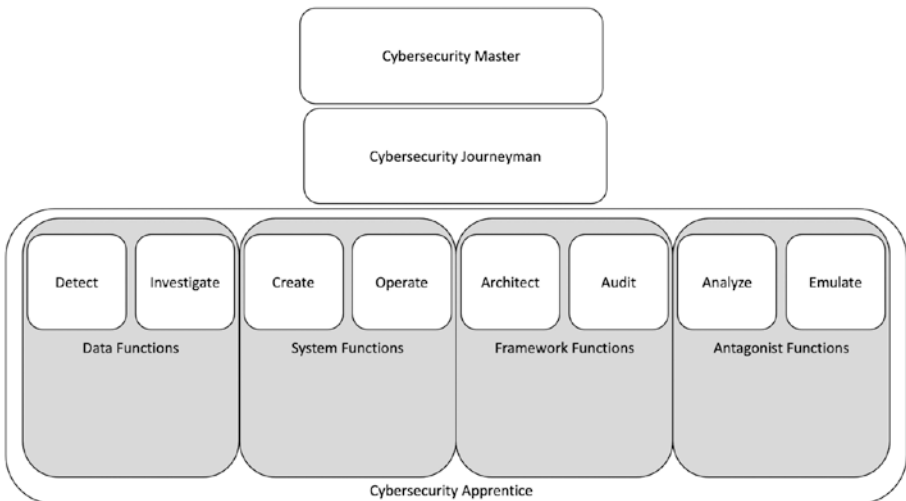 Cybersecurity Master
Cybersecurity Journeyman
Detect
Investigate
Create
Operate
Architect
Audit
Analyze
Emulate
Data Functions
System Functions
Framework Functions
Antagonist Functions
Cybersecurity Apprentice